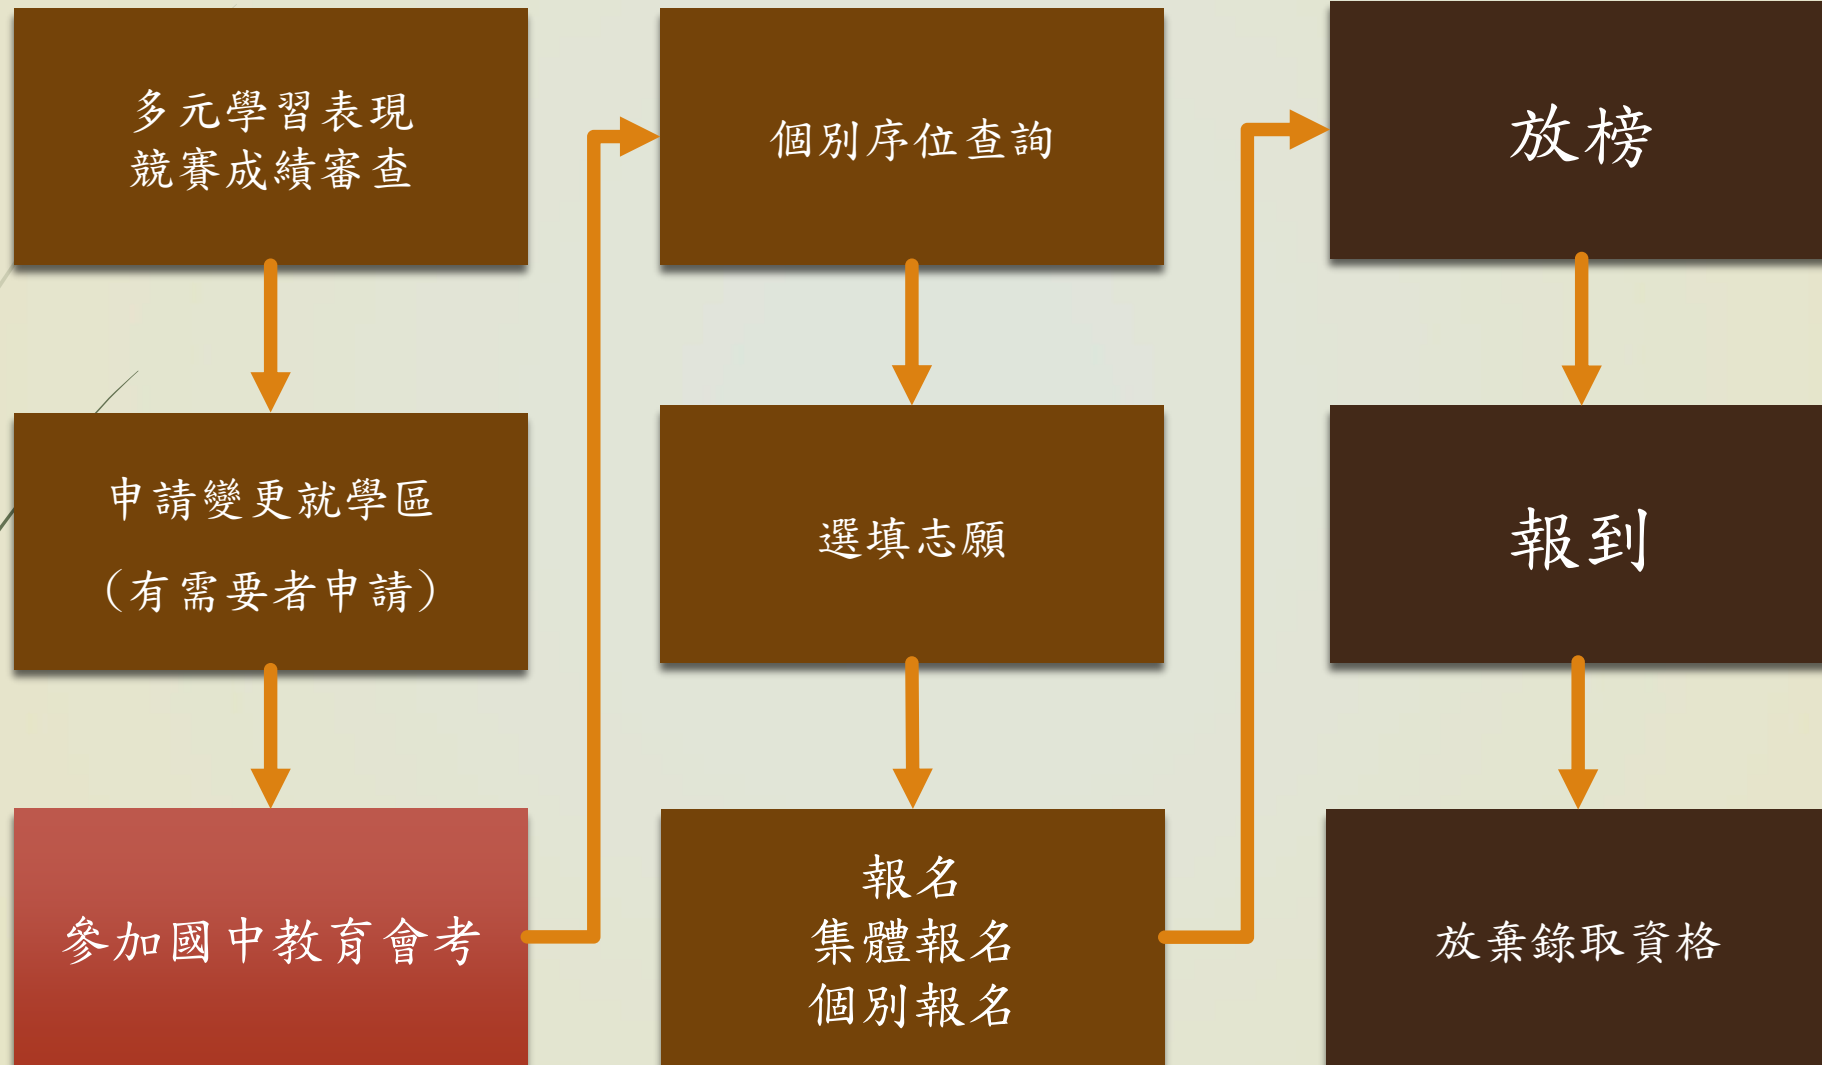 多元學習表現
競賽成績審查
申請變更就學區
（有需要者申請）
參加國中教育會考
個別序位查詢
選填志願
報名
集體報名
個別報名
放榜
報到
放棄錄取資格